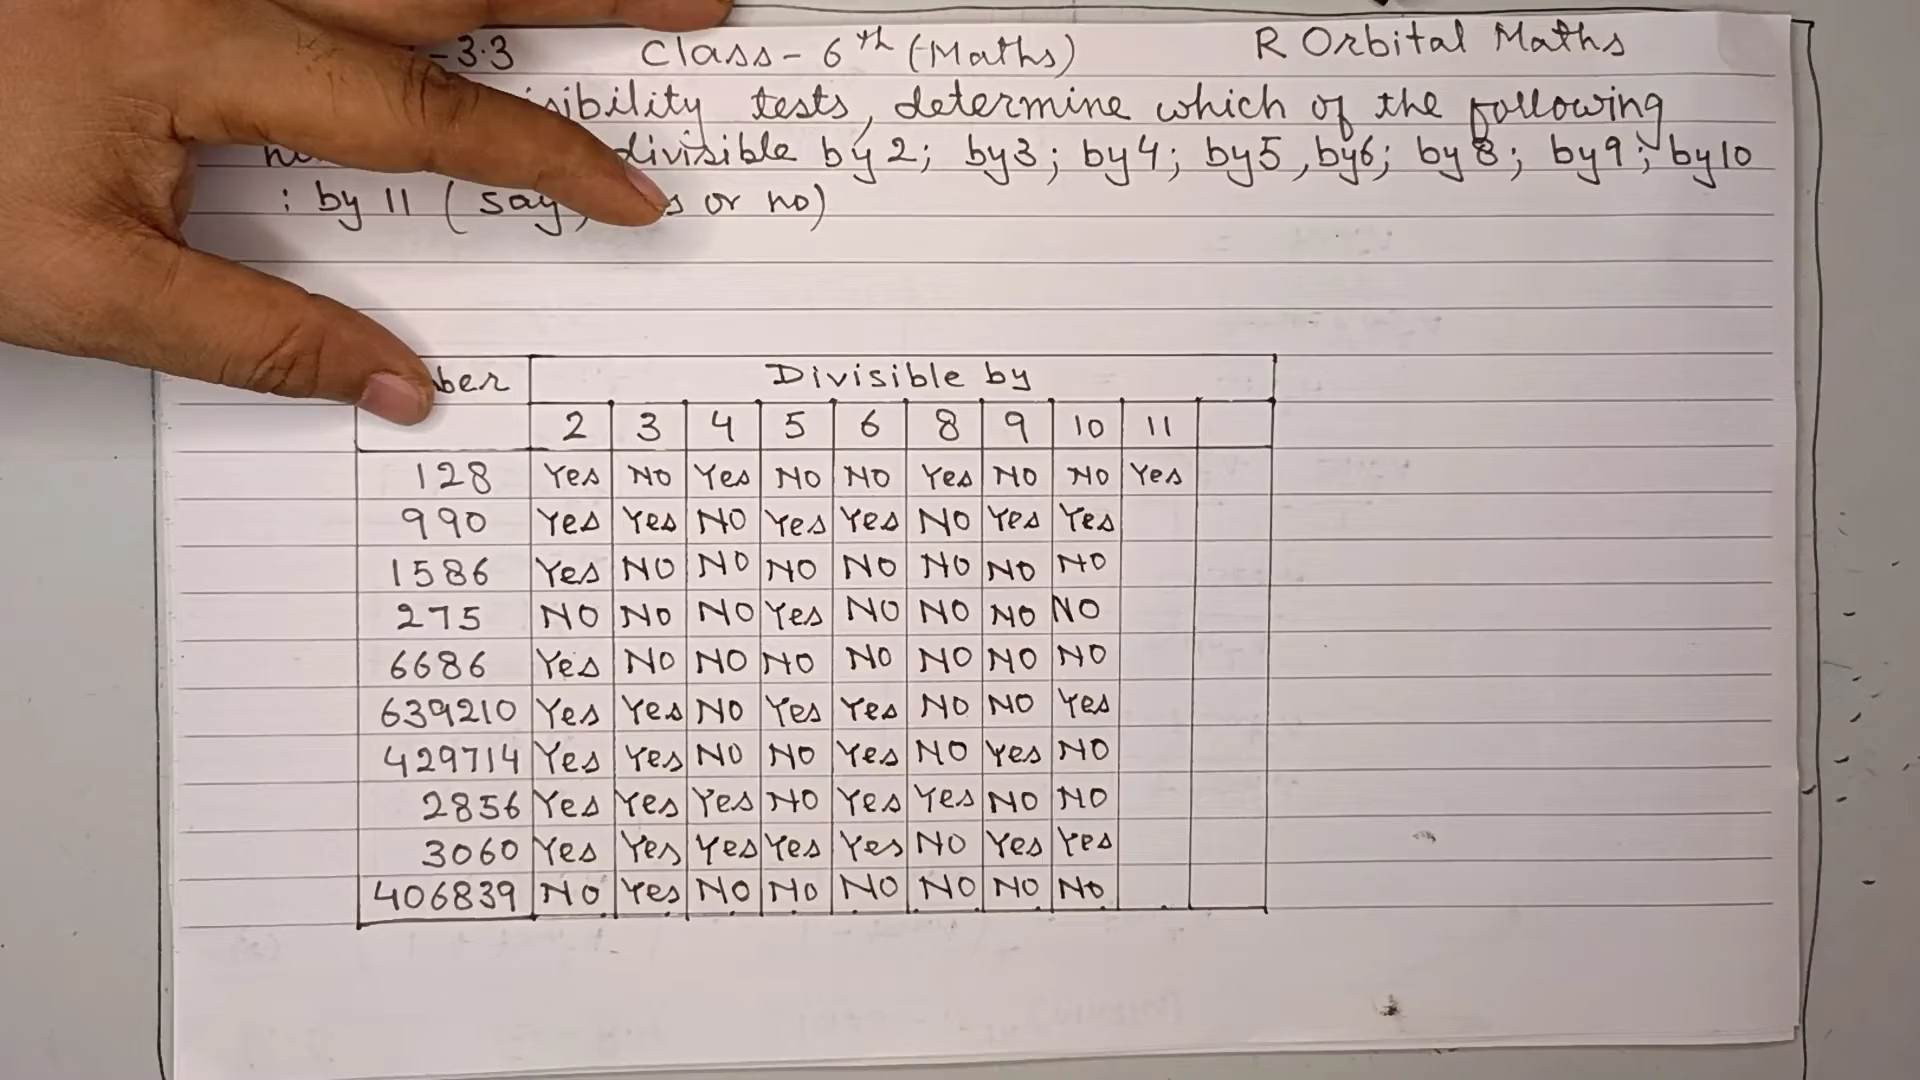 -3.3 Class- 6th (Maths) R Orbital Maths
tests, determine which of the following
divisible by 2; by 3; by 4; by 5, by 6; by 8; by 9; by 10
; by 11 ( say, or no)
Divisible by
2 3 4 5 6 8 9 10 11
128 Yes NO Yes NO NO Yes NO NO Yes
990 Yes Yes NO Yes Yes NO Yes Yes
1586 Yes NO NO NO NO NO NO NO
275 NO NO NO Yes NO NO NO NO
6686 Yes NO NO NO NO NO NO NO
639210 Yes Yes NO Yes Yes NO NO Yes
429714 Yes Yes NO NO Yes NO Yes NO
2856 Yes Yes Yes NO Yes Yes NO NO
3060 Yes Yes Yes Yes Yes NO Yes Yes
406839 NO Yes NO NO NO NO NO NO